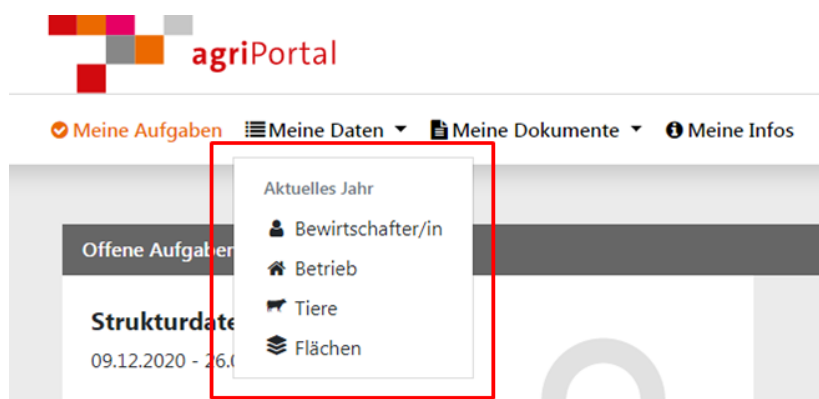 agriPortal
Meine Aufgaben Meine Daten Meine Dokumente Meine Infos
Aktuelles Jahr
Bewirtschafter/in
Betrieb
Tiere
Flächen
Offene Aufgaben
Strukturdate
09.12.2020 - 26.0